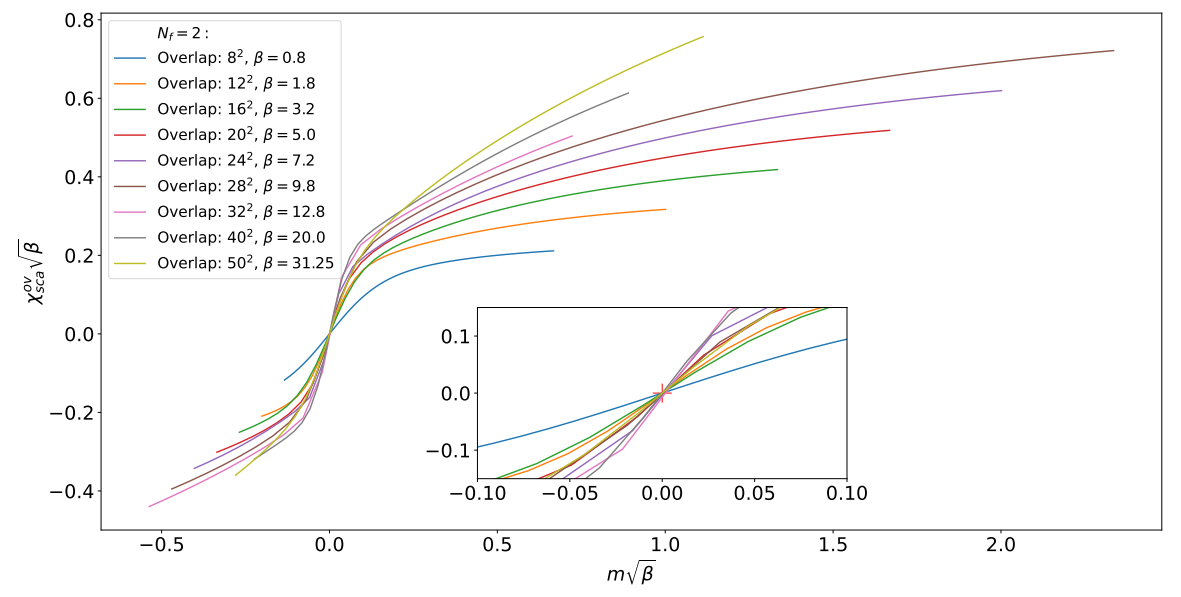 0.8
0.6
0.4
0.2
0.0
−0.2
−0.4
χ^{ov}_{sca}√β
N_f = 2 :
Overlap: 8², β = 0.8
Overlap: 12², β = 1.8
Overlap: 16², β = 3.2
Overlap: 20², β = 5.0
Overlap: 24², β = 7.2
Overlap: 28², β = 9.8
Overlap: 32², β = 12.8
Overlap: 40², β = 20.0
Overlap: 50², β = 31.25
0.1
0.0
−0.1
−0.10 −0.05 0.00 0.05 0.10
−0.5 0.0 0.5 1.0 1.5 2.0
m√β